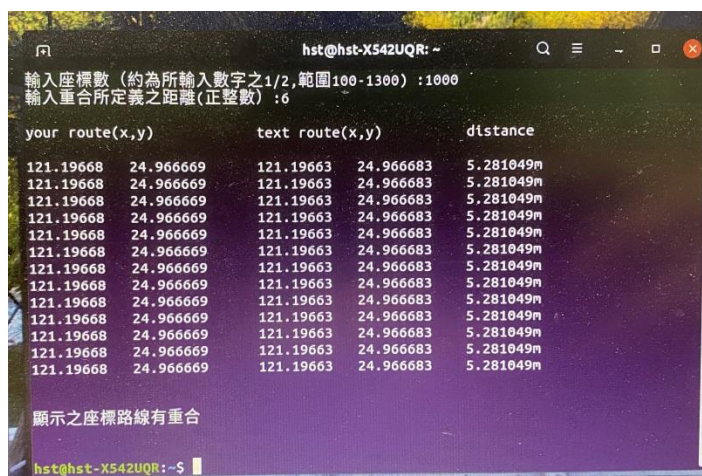 hst@hst-X542UQR: ~
輸入座標數（約為所輸入數字之1/2,範圍100-1300）:1000
輸入重合所定義之距離(正整數）:6
your route(x,y) text route(x,y) distance
121.19668 24.966669 121.19663 24.966683 5.281049m
121.19668 24.966669 121.19663 24.966683 5.281049m
121.19668 24.966669 121.19663 24.966683 5.281049m
121.19668 24.966669 121.19663 24.966683 5.281049m
121.19668 24.966669 121.19663 24.966683 5.281049m
121.19668 24.966669 121.19663 24.966683 5.281049m
121.19668 24.966669 121.19663 24.966683 5.281049m
121.19668 24.966669 121.19663 24.966683 5.281049m
121.19668 24.966669 121.19663 24.966683 5.281049m
121.19668 24.966669 121.19663 24.966683 5.281049m
121.19668 24.966669 121.19663 24.966683 5.281049m
121.19668 24.966669 121.19663 24.966683 5.281049m
121.19668 24.966669 121.19663 24.966683 5.281049m
顯示之座標路線有重合
hst@hst-X542UQR:~$